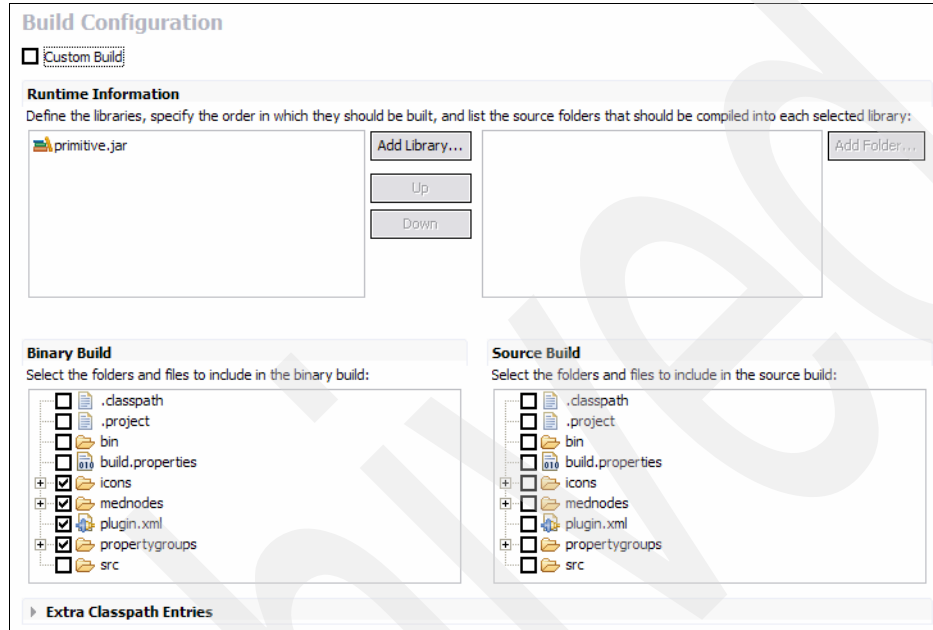 Build Configuration
Custom Build
Runtime Information
Define the libraries, specify the order in which they should be built, and list the source folders that should be compiled into each selected library:
primitive.jar
Add Library...
Add Folder...
Up
Down
Binary Build
Select the folders and files to include in the binary build:
.classpath
.project
bin
build.properties
icons
mednodes
plugin.xml
propertygroups
src
Source Build
Select the folders and files to include in the source build:
.classpath
.project
bin
build.properties
icons
mednodes
plugin.xml
propertygroups
src
Extra Classpath Entries